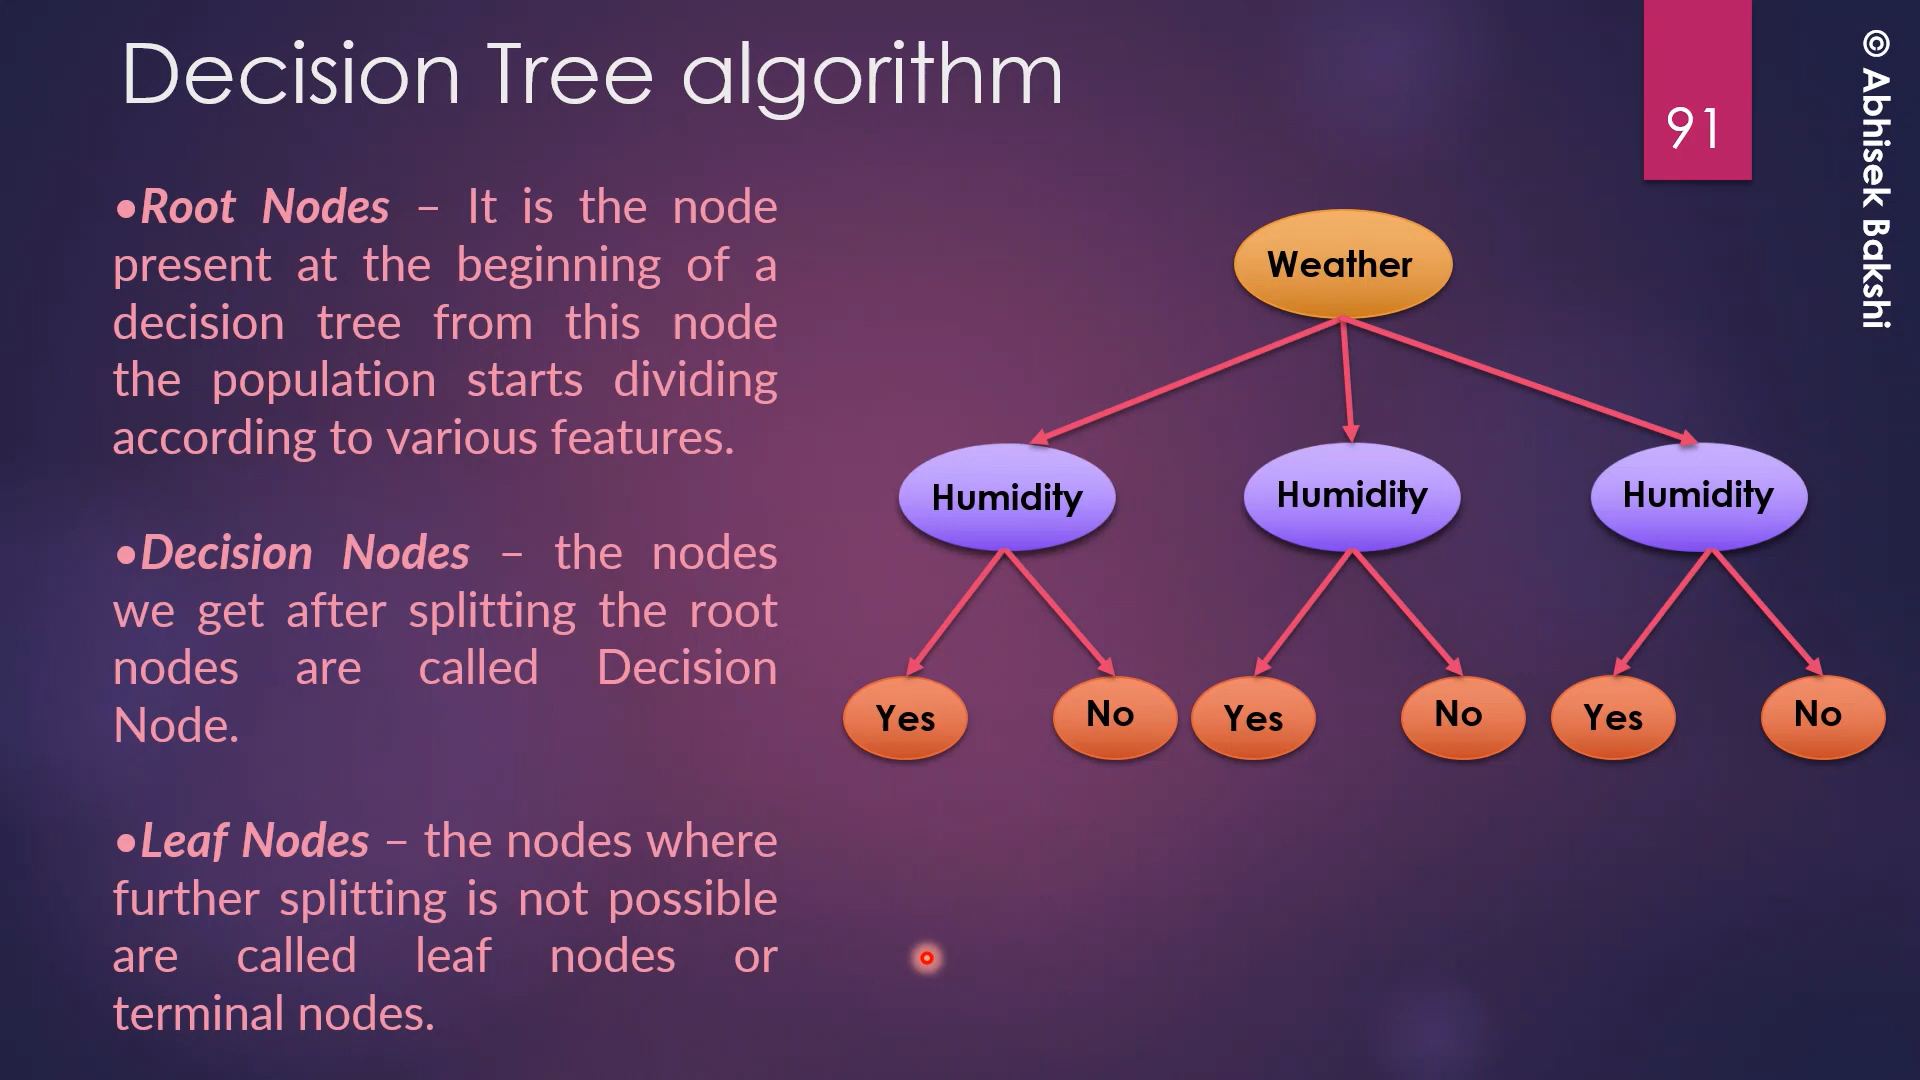 Decision Tree algorithm
91
© Abhisek Bakshi
•Root Nodes – It is the node
present at the beginning of a
decision tree from this node
the population starts dividing
according to various features.
•Decision Nodes – the nodes
we get after splitting the root
nodes are called Decision
Node.
•Leaf Nodes – the nodes where
further splitting is not possible
are called leaf nodes or
terminal nodes.
Weather
Humidity Humidity Humidity
Yes No Yes No Yes No